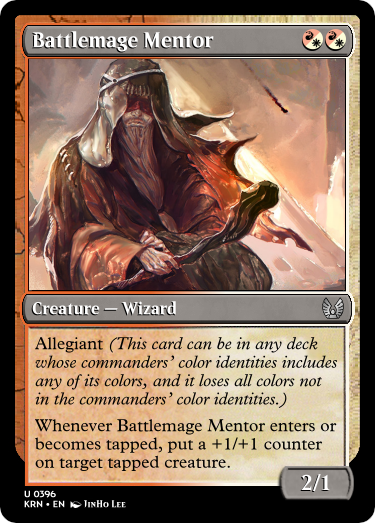 Battlemage Mentor
Creature — Wizard
Allegiant (This card can be in any deck
whose commanders' color identities includes
any of its colors, and it loses all colors not
in the commanders' color identities.)
Whenever Battlemage Mentor enters or
becomes tapped, put a +1/+1 counter
on target tapped creature.
2/1
U 0396
KRN • EN JinHo Lee